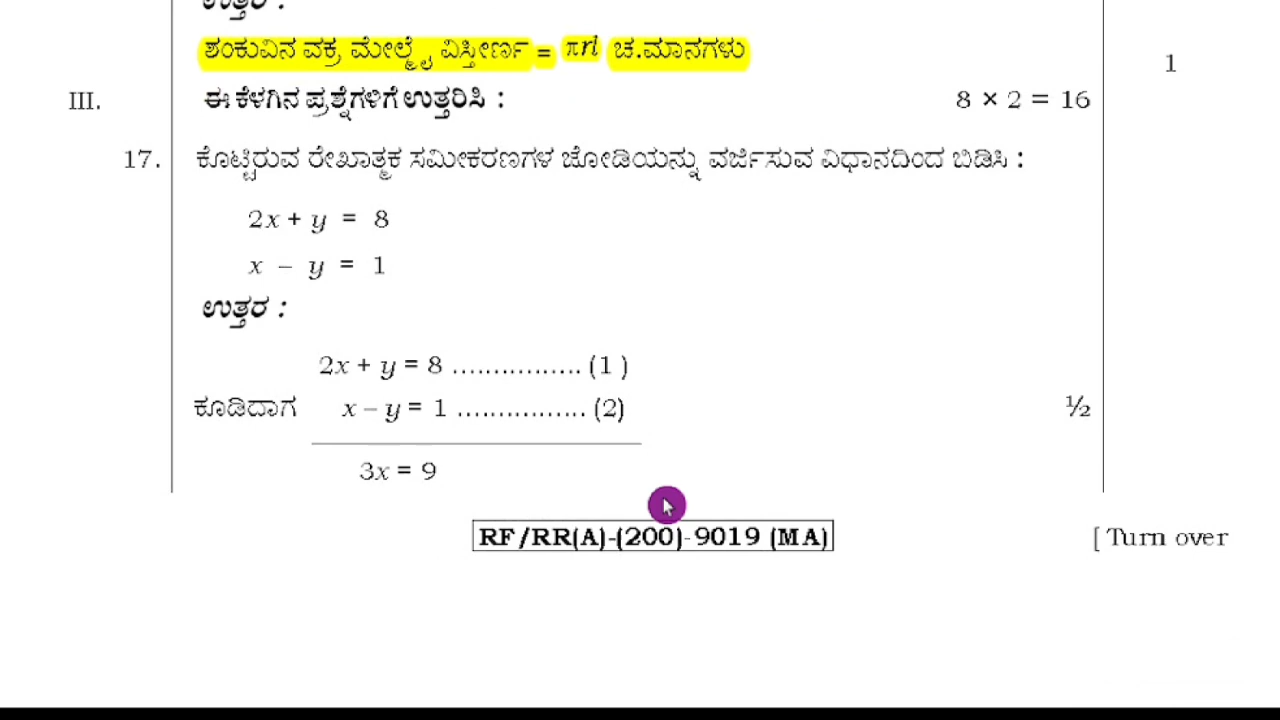 ಉತ್ತರ :
ಶಂಕುವಿನ ವಕ್ರ ಮೇಲ್ಮೈ ವಿಸ್ತೀರ್ಣ = πrl ಚ.ಮಾನಗಳು 1
III. ಈ ಕೆಳಗಿನ ಪ್ರಶ್ನೆಗಳಿಗೆ ಉತ್ತರಿಸಿ : 8 × 2 = 16
17. ಕೊಟ್ಟಿರುವ ರೇಖಾತ್ಮಕ ಸಮೀಕರಣಗಳ ಜೋಡಿಯನ್ನು ವರ್ಜಿಸುವ ವಿಧಾನದಿಂದ ಬಿಡಿಸಿ :
2x + y = 8
x – y = 1
ಉತ್ತರ :
2x + y = 8 ................ (1 )
ಕೂಡಿದಾಗ x – y = 1 ................ (2) ½
3x = 9
RF/RR(A)-(200)-9019 (MA) [ Turn over